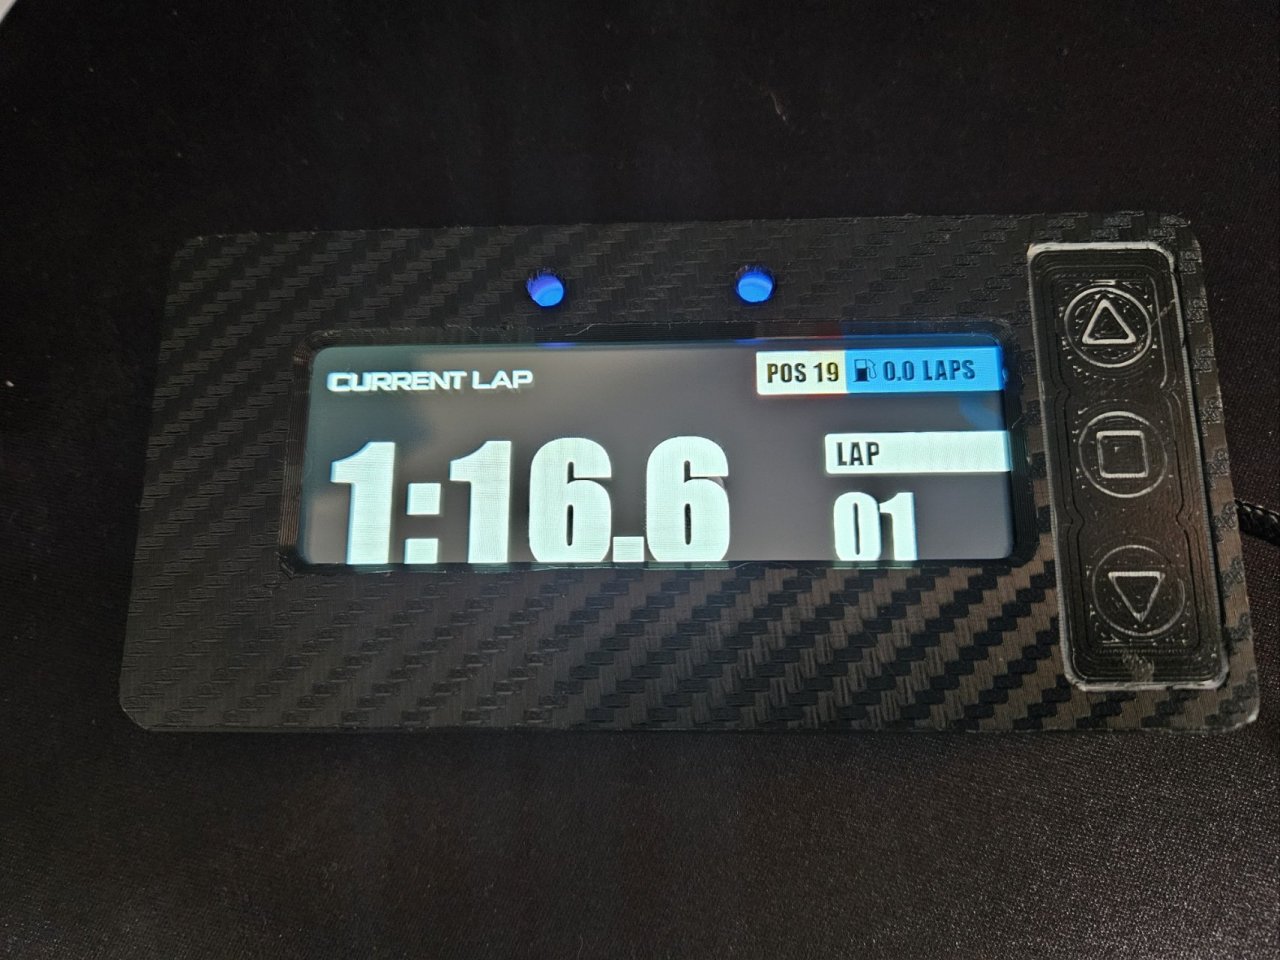 CURRENT LAP
POS 19
0.0 LAPS
1:16.6
LAP
01